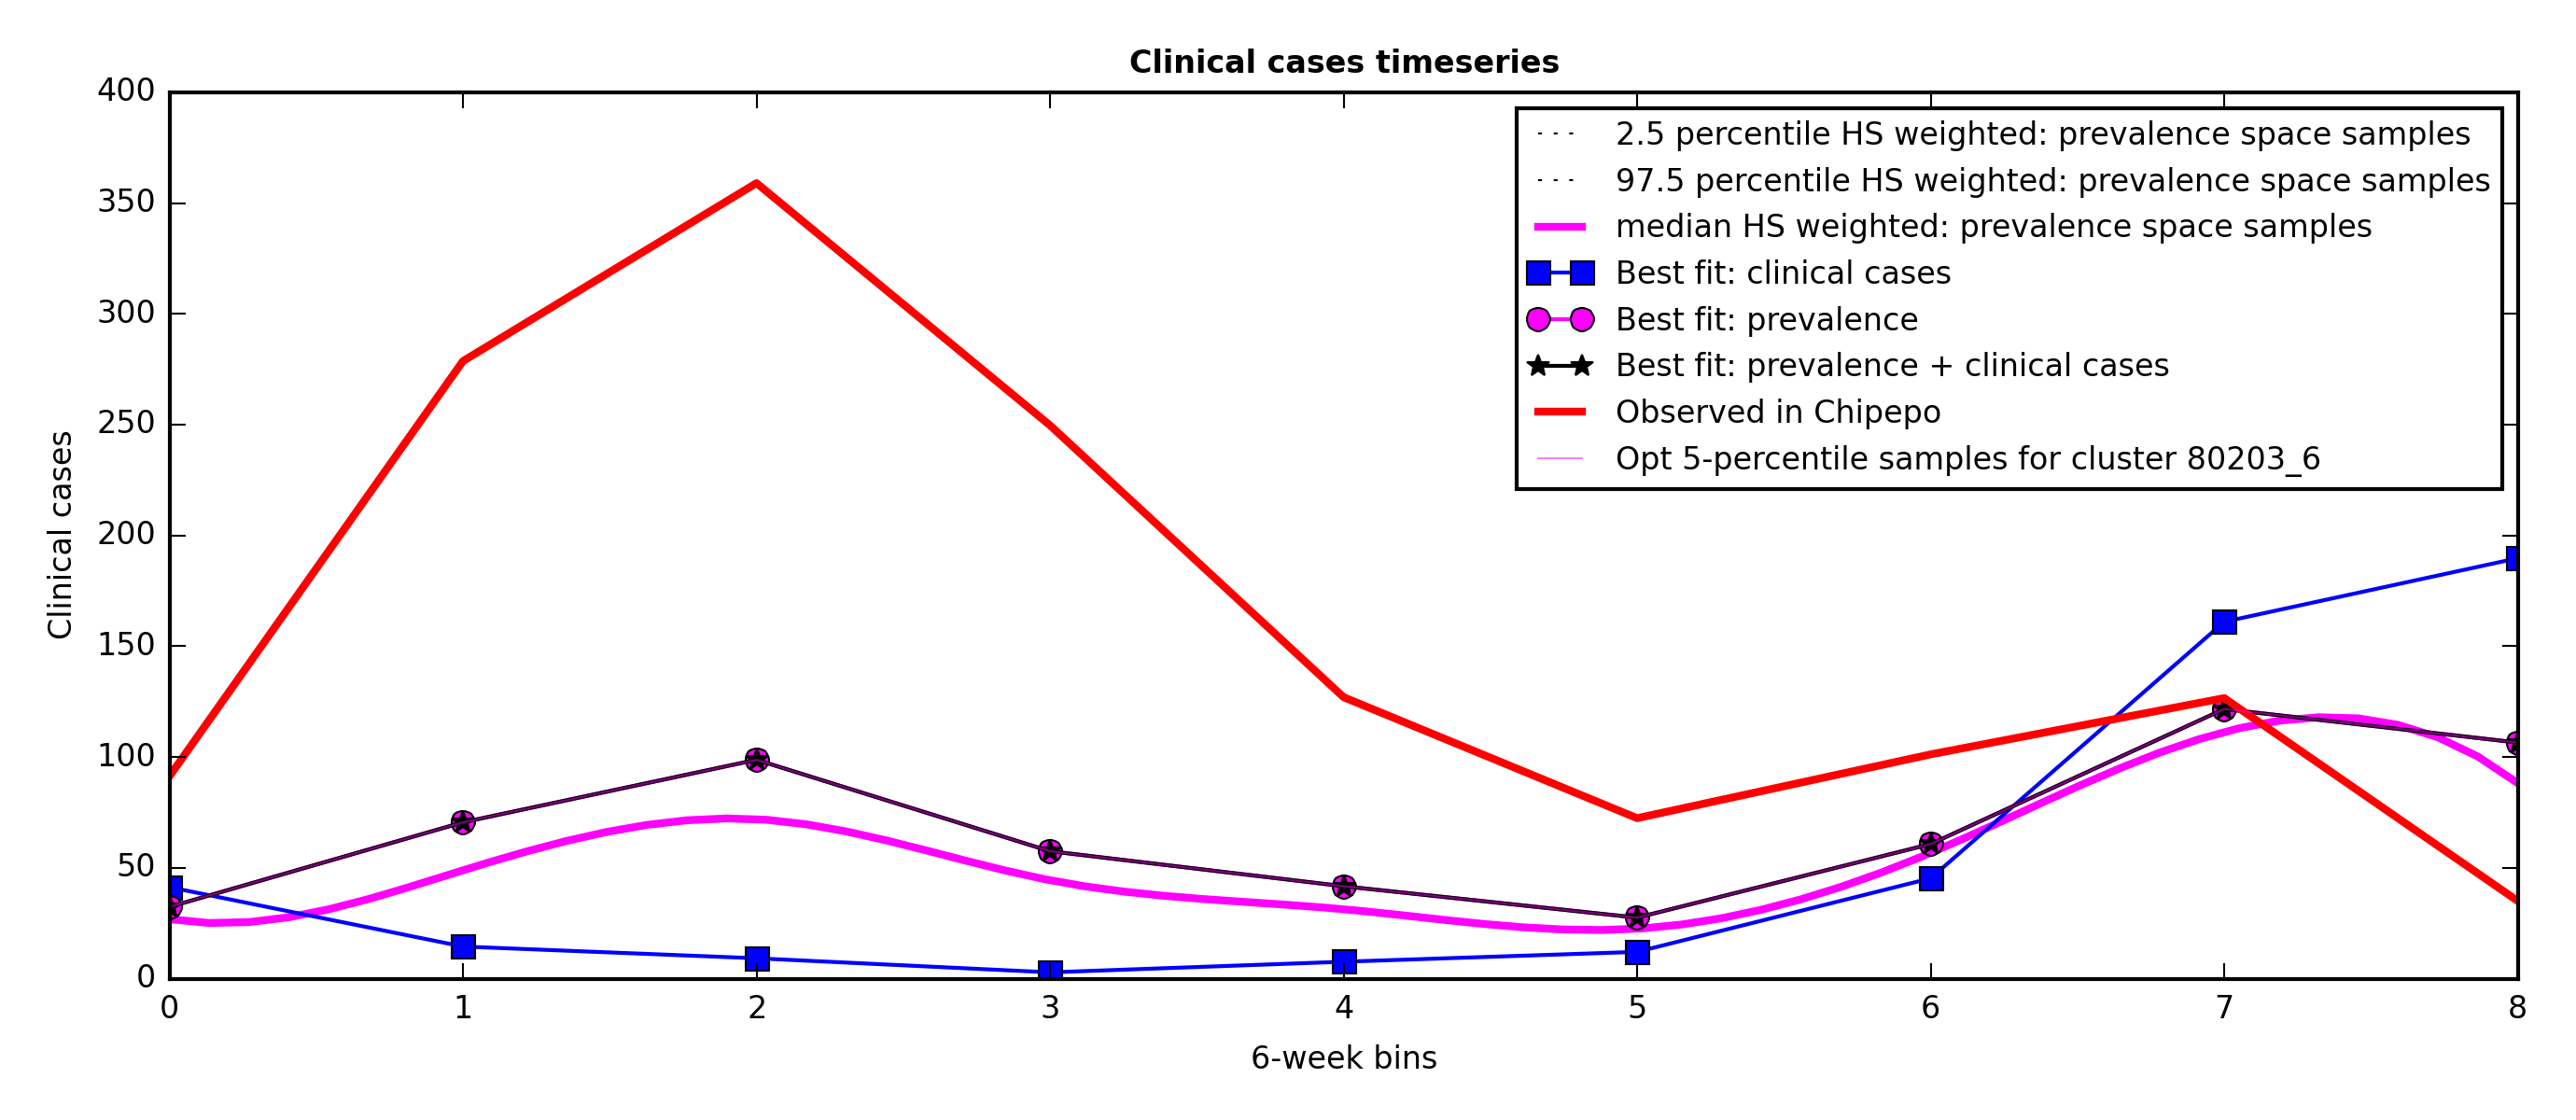 Clinical cases timeseries
400
350
300
250
200
150
100
50
0
Clinical cases
2.5 percentile HS weighted: prevalence space samples
97.5 percentile HS weighted: prevalence space samples
median HS weighted: prevalence space samples
Best fit: clinical cases
Best fit: prevalence
Best fit: prevalence + clinical cases
Observed in Chipepo
Opt 5-percentile samples for cluster 80203_6
0 1 2 3 4 5 6 7 8
6-week bins